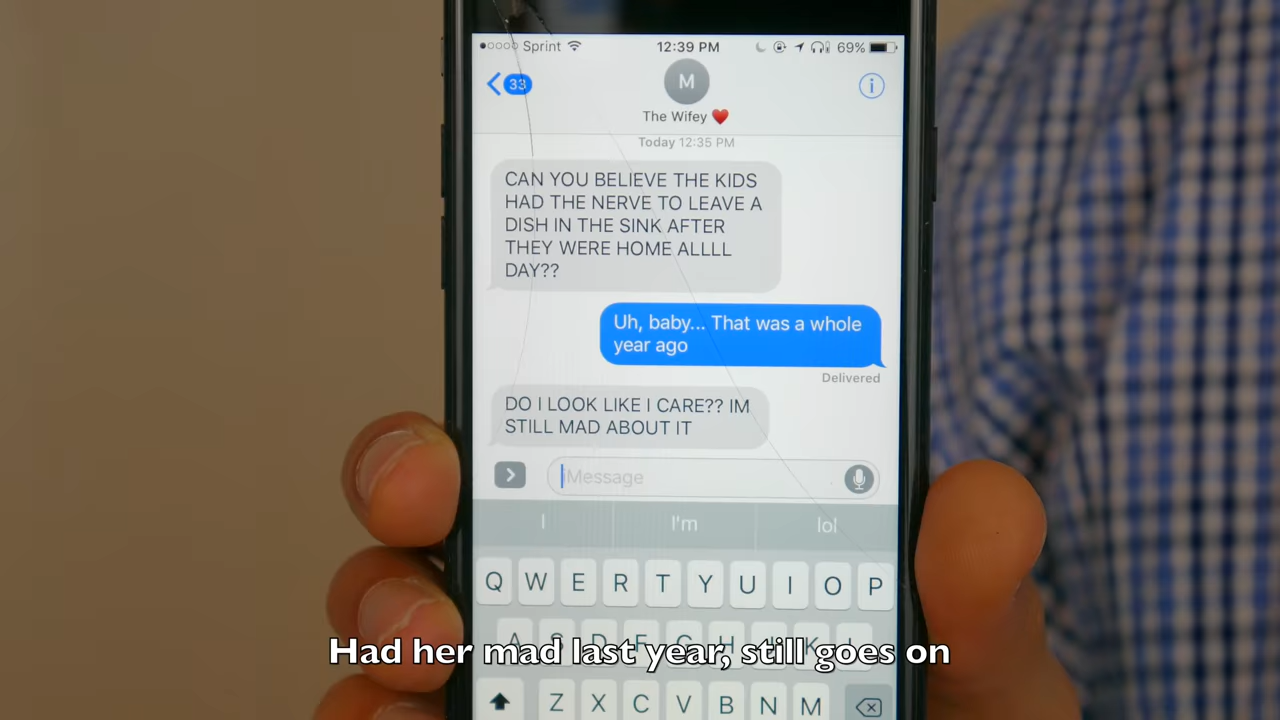 Sprint 12:39 PM 69%
33
M
The Wifey ❤️
Today 12:35 PM
CAN YOU BELIEVE THE KIDS
HAD THE NERVE TO LEAVE A
DISH IN THE SINK AFTER
THEY WERE HOME ALLLL
DAY??
Uh, baby... That was a whole
year ago
Delivered
DO I LOOK LIKE I CARE?? IM
STILL MAD ABOUT IT
iMessage
I I'm lol
Q W E R T Y U I O P
A S D F G H J K L
Had her mad last year, still goes on
Z X C V B N M